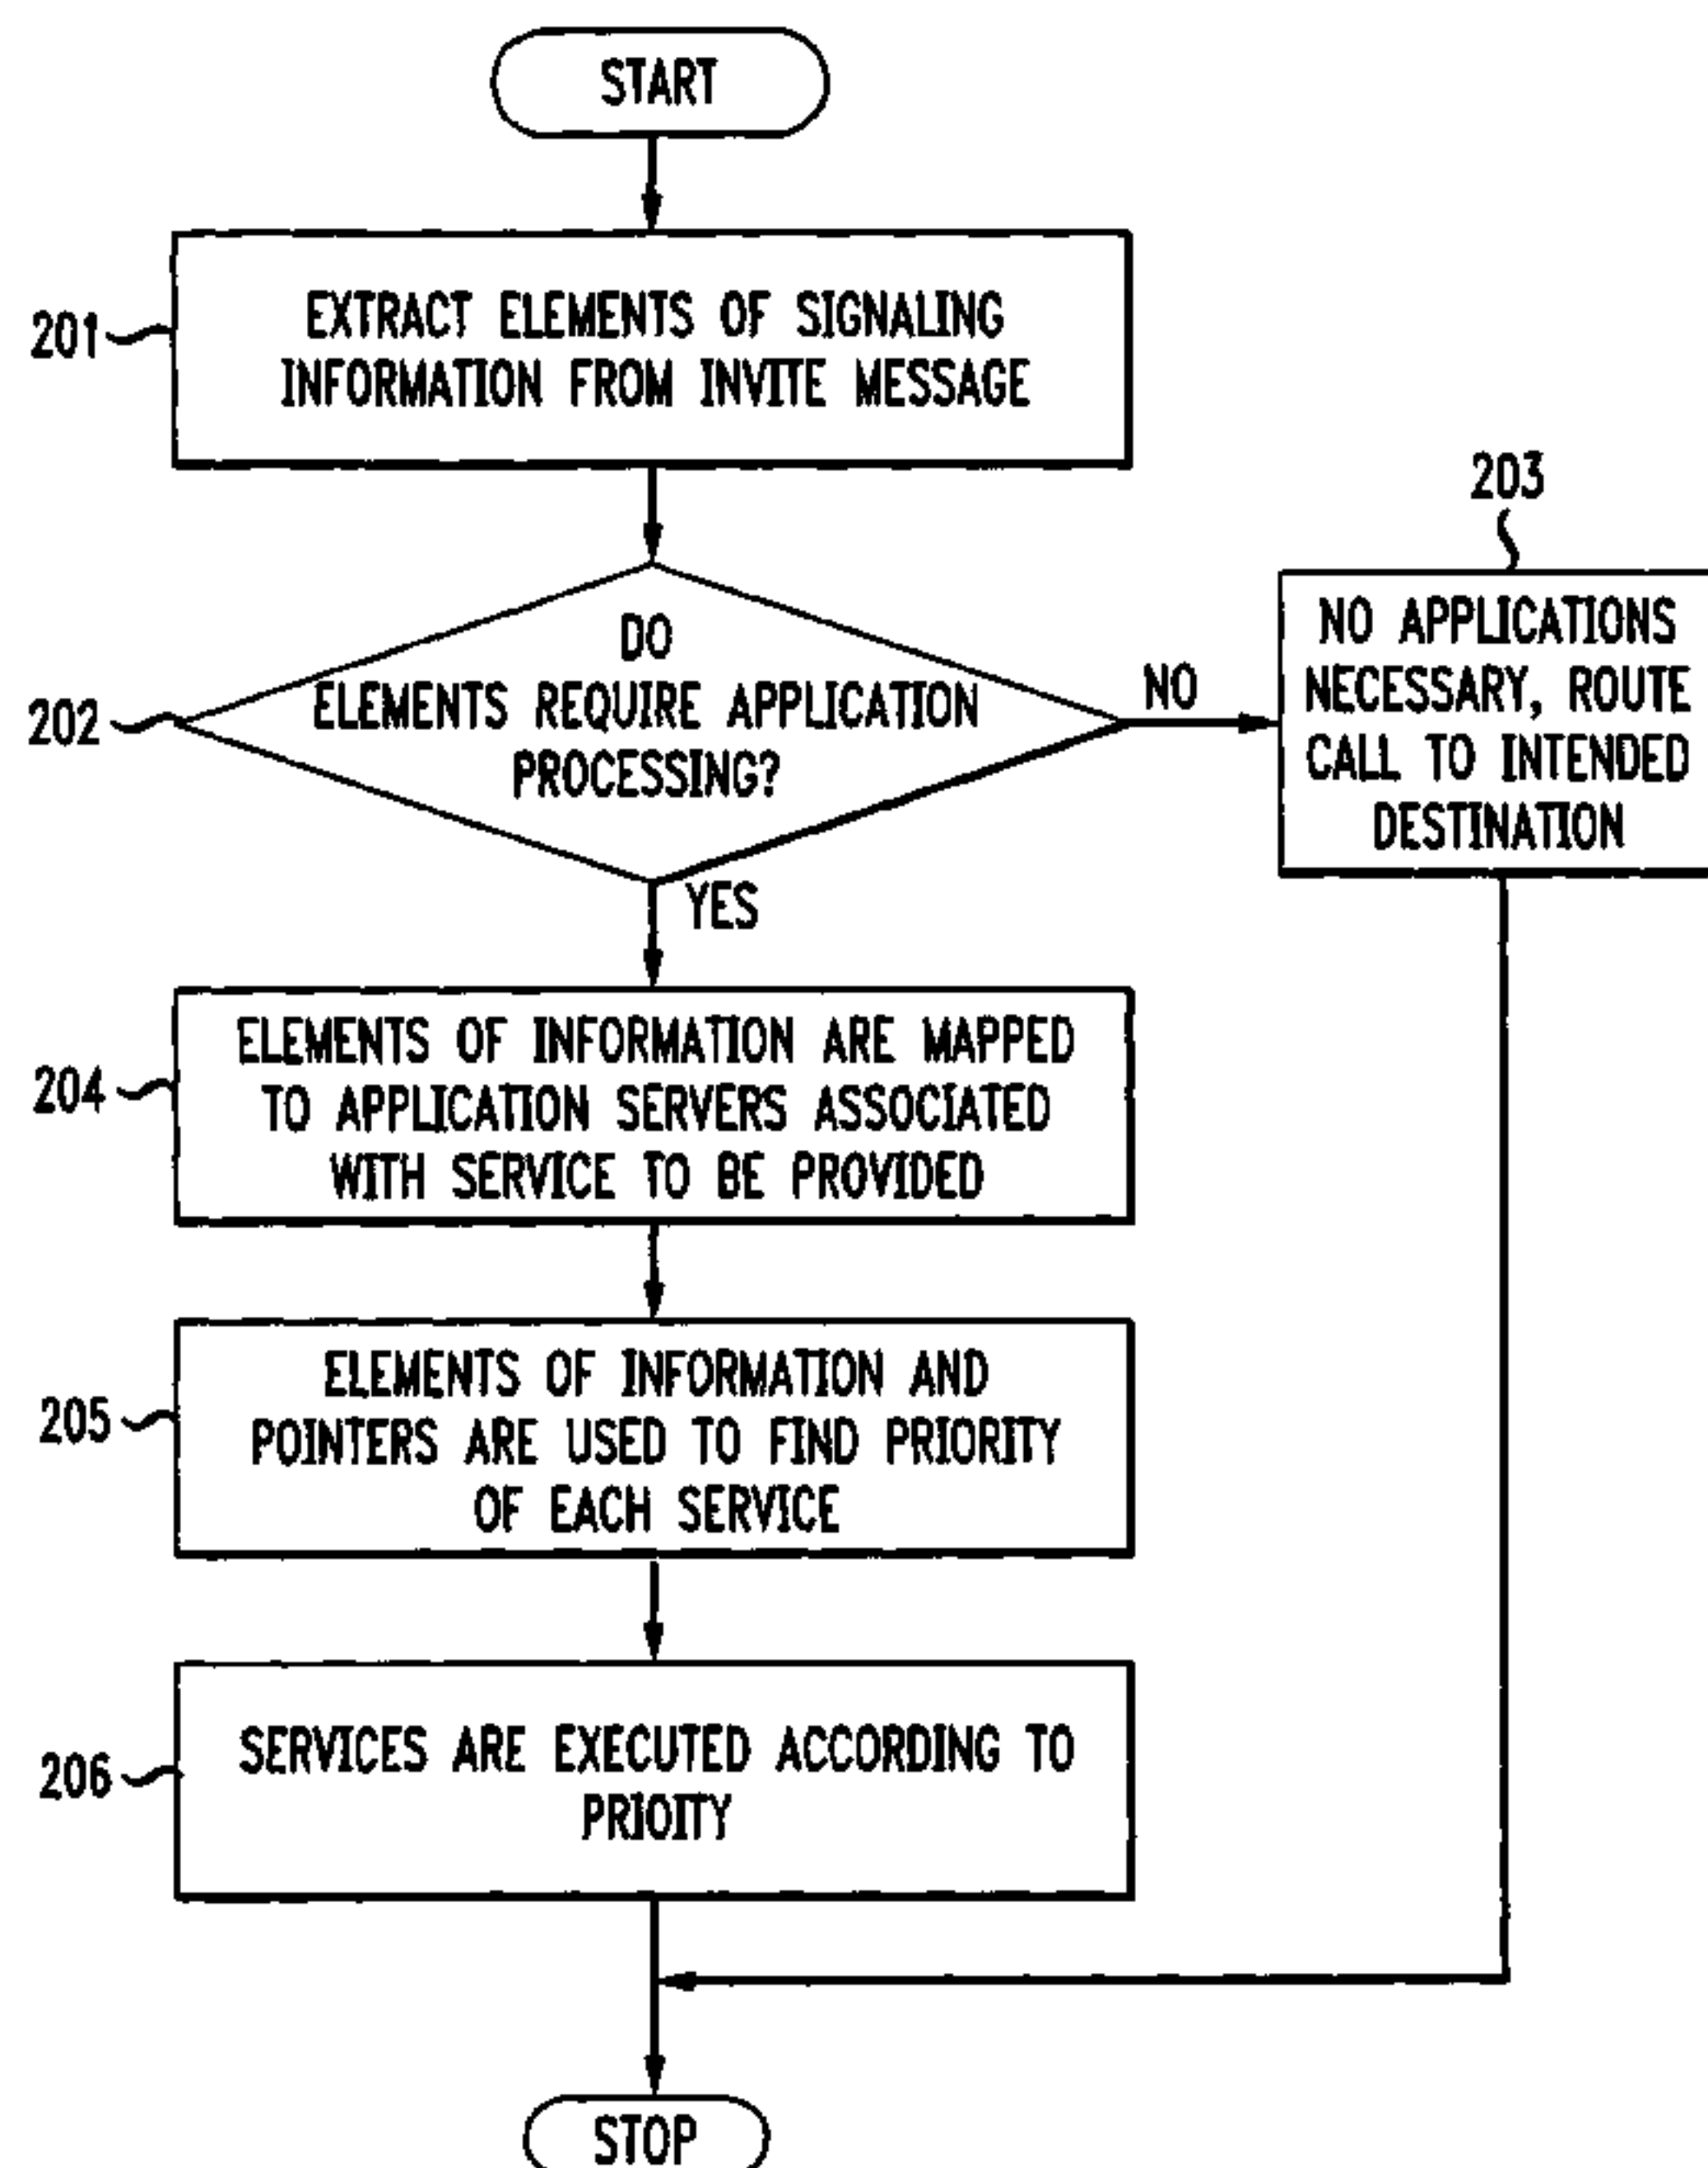 START
201
EXTRACT ELEMENTS OF SIGNALING
INFORMATION FROM INVITE MESSAGE
202
DO
ELEMENTS REQUIRE APPLICATION
PROCESSING?
NO
203
NO APPLICATIONS
NECESSARY, ROUTE
CALL TO INTENDED
DESTINATION
YES
204
ELEMENTS OF INFORMATION ARE MAPPED
TO APPLICATION SERVERS ASSOCIATED
WITH SERVICE TO BE PROVIDED
205
ELEMENTS OF INFORMATION AND
POINTERS ARE USED TO FIND PRIORITY
OF EACH SERVICE
206
SERVICES ARE EXECUTED ACCORDING TO
PRIOITY
STOP